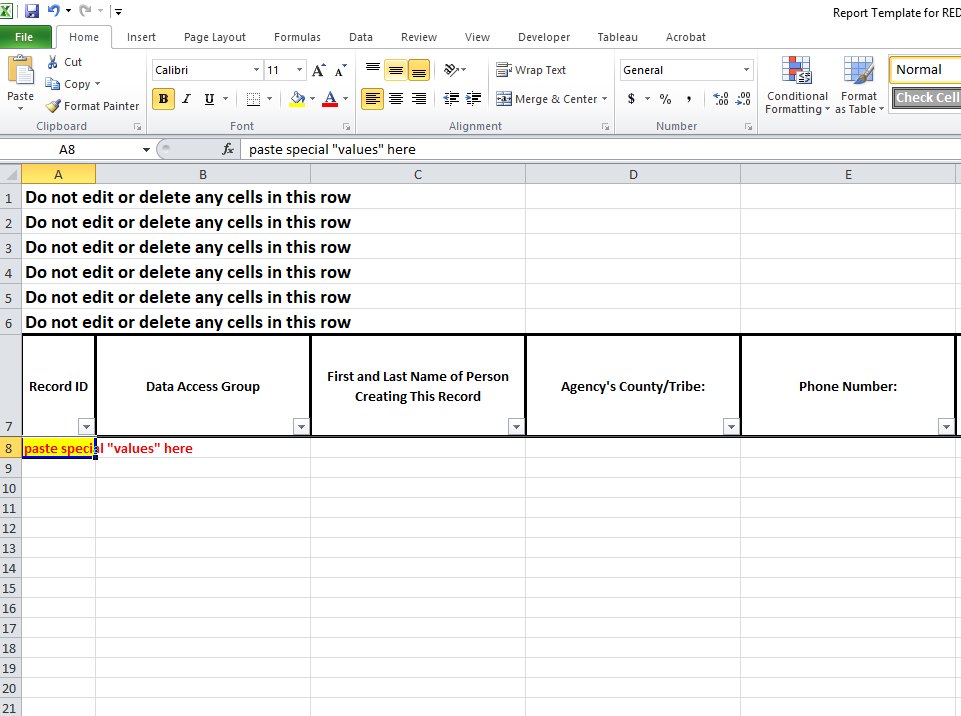 Report Template for RED
File Home Insert Page Layout Formulas Data Review View Developer Tableau Acrobat
Paste Cut Copy Format Painter
Calibri 11 A A
B I U A
Wrap Text
Merge & Center
General
$ % , .00 .00
Conditional Formatting
Format as Table
Normal
Check Cell
Clipboard Font Alignment Number
A8 fx paste special "values" here
A B C D E
1 Do not edit or delete any cells in this row
2 Do not edit or delete any cells in this row
3 Do not edit or delete any cells in this row
4 Do not edit or delete any cells in this row
5 Do not edit or delete any cells in this row
6 Do not edit or delete any cells in this row
7 Record ID Data Access Group First and Last Name of Person Creating This Record Agency's County/Tribe: Phone Number:
8 paste special "values" here
9
10
11
12
13
14
15
16
17
18
19
20
21